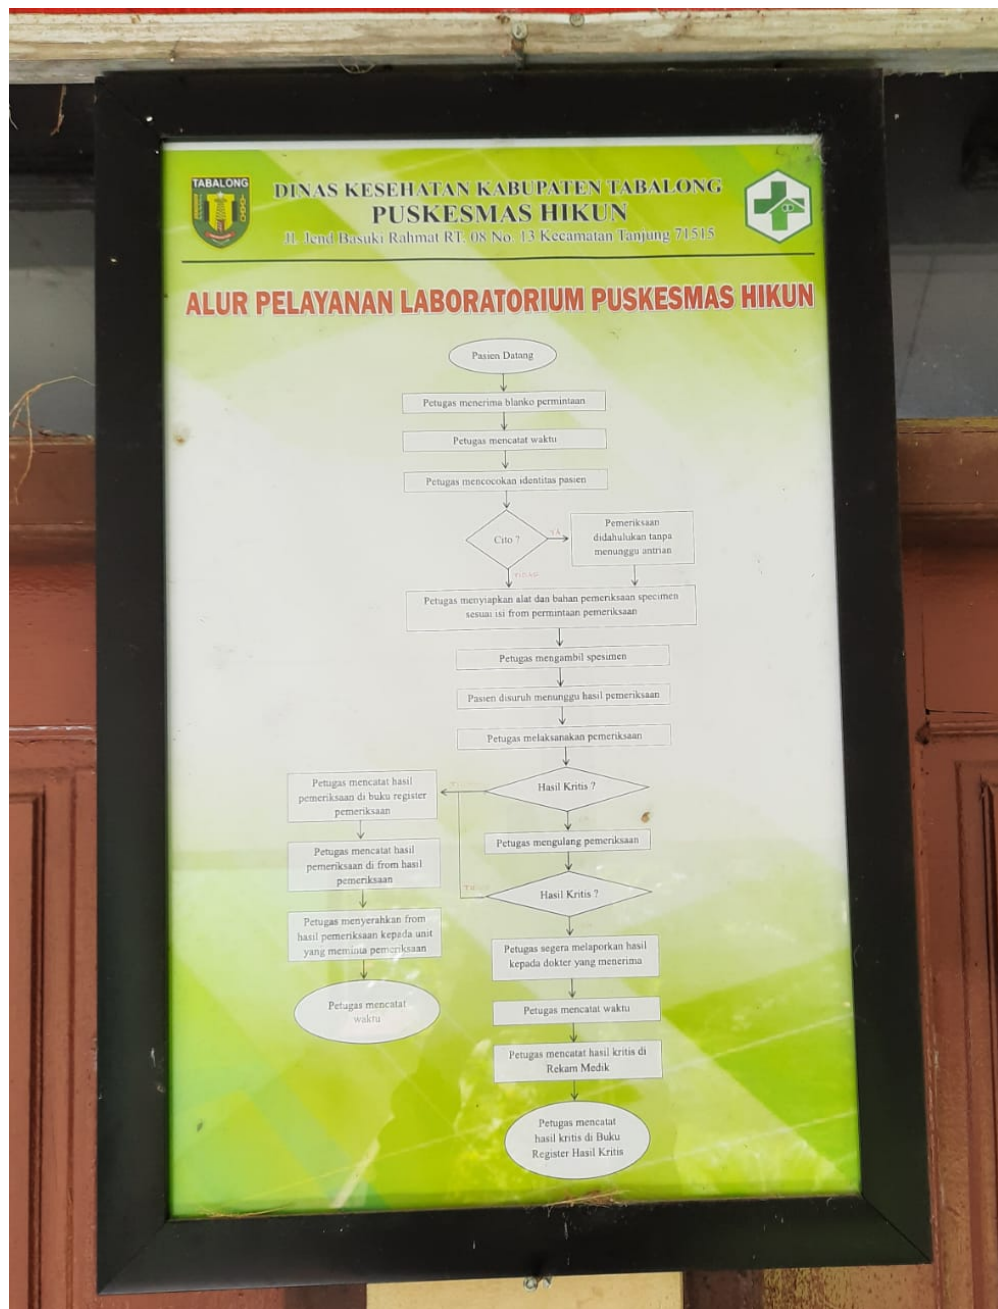 TABALONG
DINAS KESEHATAN KABUPATEN TABALONG
PUSKESMAS HIKUN
Jl. Jend Basuki Rahmat RT. 08 No. 13 Kecamatan Tanjung 71515
ALUR PELAYANAN LABORATORIUM PUSKESMAS HIKUN
Pasien Datang
Petugas menerima blanko permintaan
Petugas mencatat waktu
Petugas mencocokan identitas pasien
Cito ?
YA
Pemeriksaan
didahulukan tanpa
menunggu antrian
TIDAK
Petugas menyiapkan alat dan bahan pemeriksaan specimen
sesuai isi from permintaan pemeriksaan
Petugas mengambil spesimen
Pasien disuruh menunggu hasil pemeriksaan
Petugas melaksanakan pemeriksaan
Hasil Kritis ?
Petugas mencatat hasil
pemeriksaan di buku register
pemeriksaan
Petugas mengulang pemeriksaan
Petugas mencatat hasil
pemeriksaan di from hasil
pemeriksaan
Hasil Kritis ?
Petugas menyerahkan from
hasil pemeriksaan kepada unit
yang meminta pemeriksaan
Petugas segera melaporkan hasil
kepada dokter yang menerima
Petugas mencatat
waktu
Petugas mencatat waktu
Petugas mencatat hasil kritis di
Rekam Medik
Petugas mencatat
hasil kritis di Buku
Register Hasil Kritis